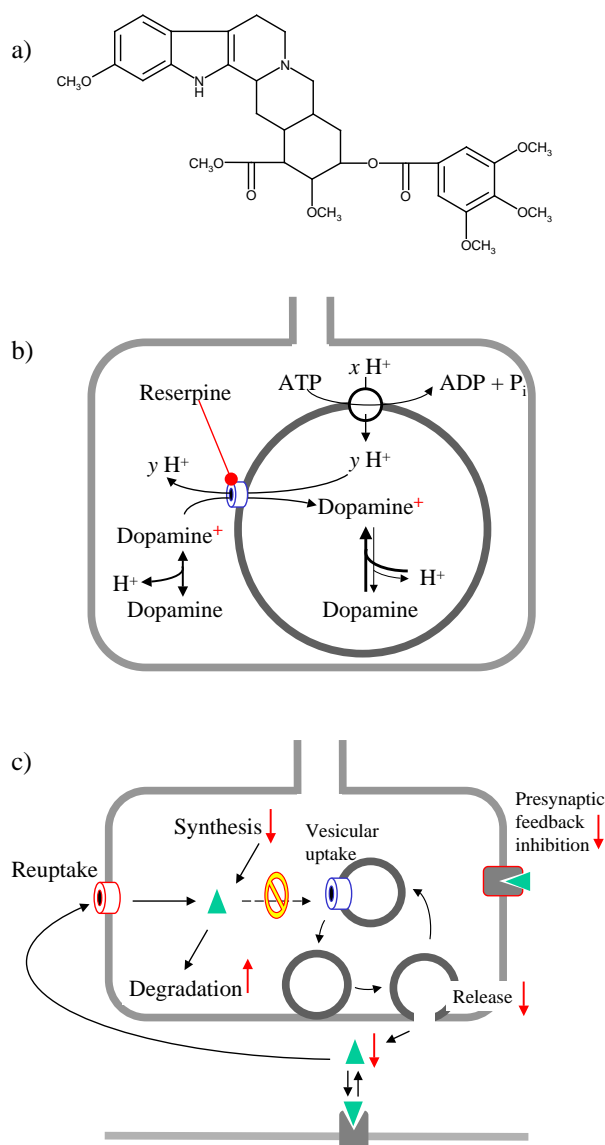 a)
CH₃O
N
H
N
CH₃O
O
OCH₃
O
O
OCH₃
OCH₃
OCH₃
b)
x H⁺
ATP
ADP + Pᵢ
Reserpine
y H⁺
y H⁺
Dopamine⁺
Dopamine⁺
H⁺
H⁺
Dopamine
Dopamine
c)
Synthesis
Vesicular
uptake
Presynaptic
feedback
inhibition
Reuptake
Degradation
Release